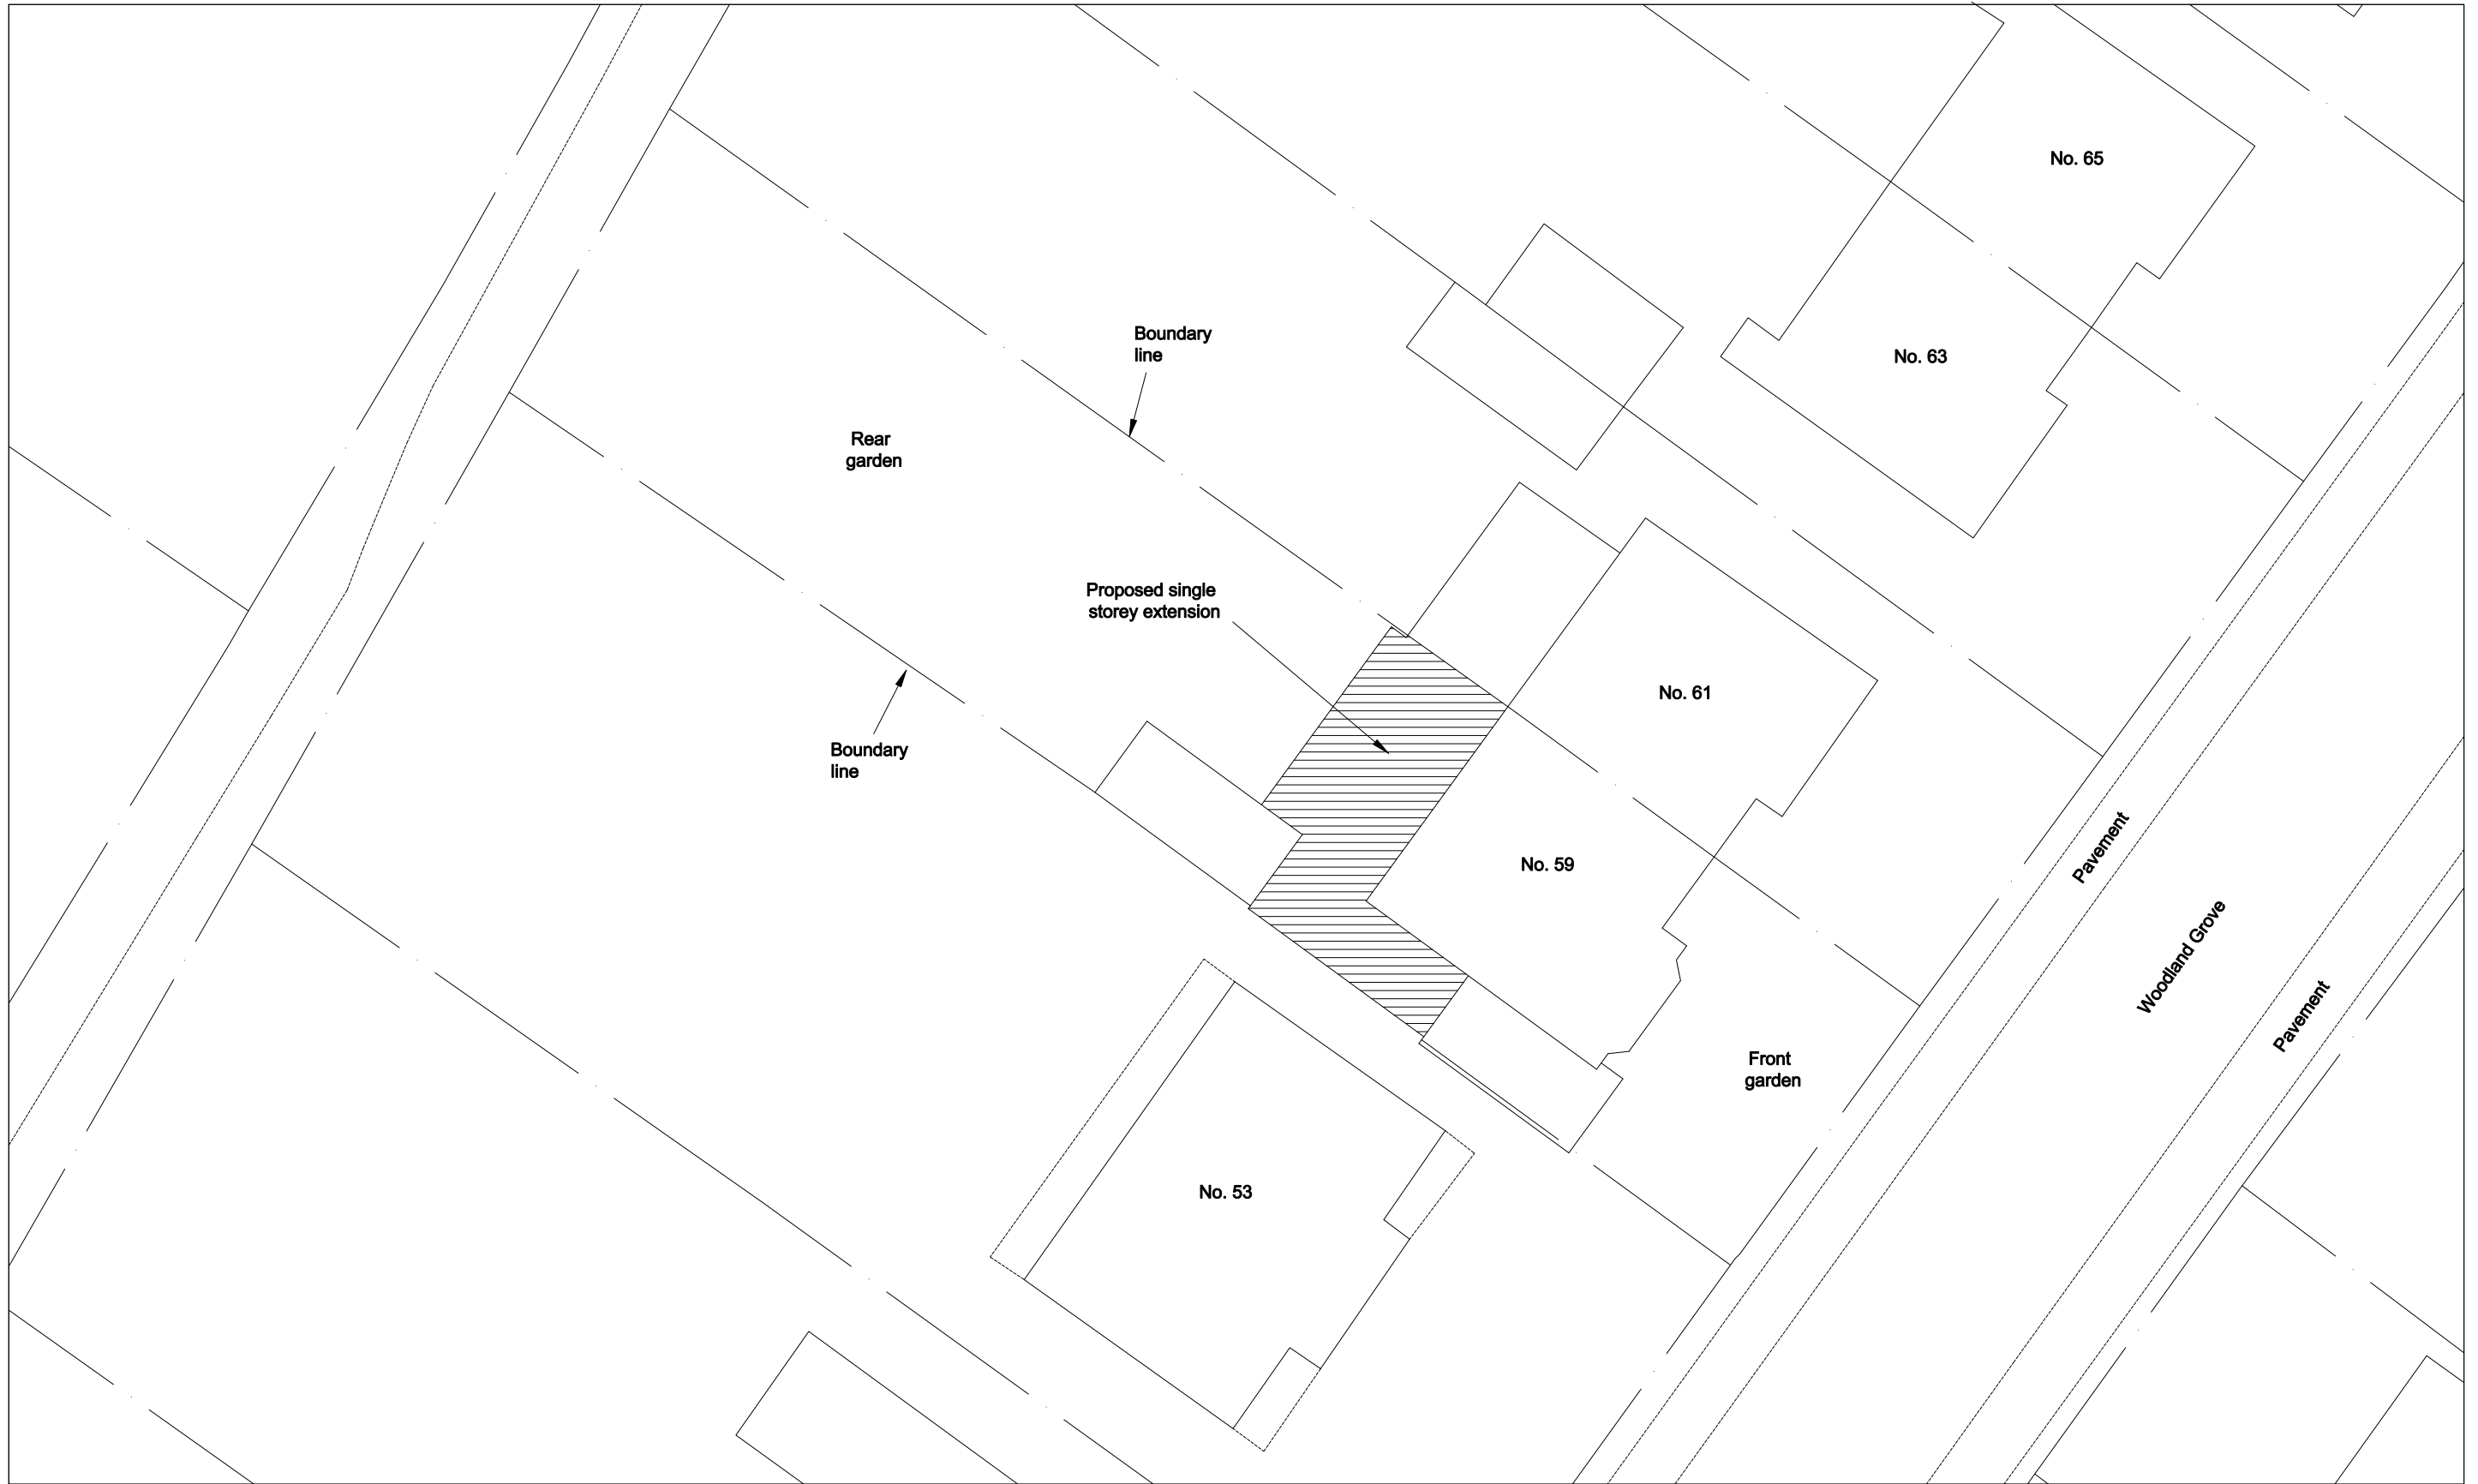 No. 65
Boundary
line
No. 63
Rear
garden
Proposed single
storey extension
No. 61
Boundary
line
Pavement
No. 59
Woodland Grove
Pavement
Front
garden
No. 53